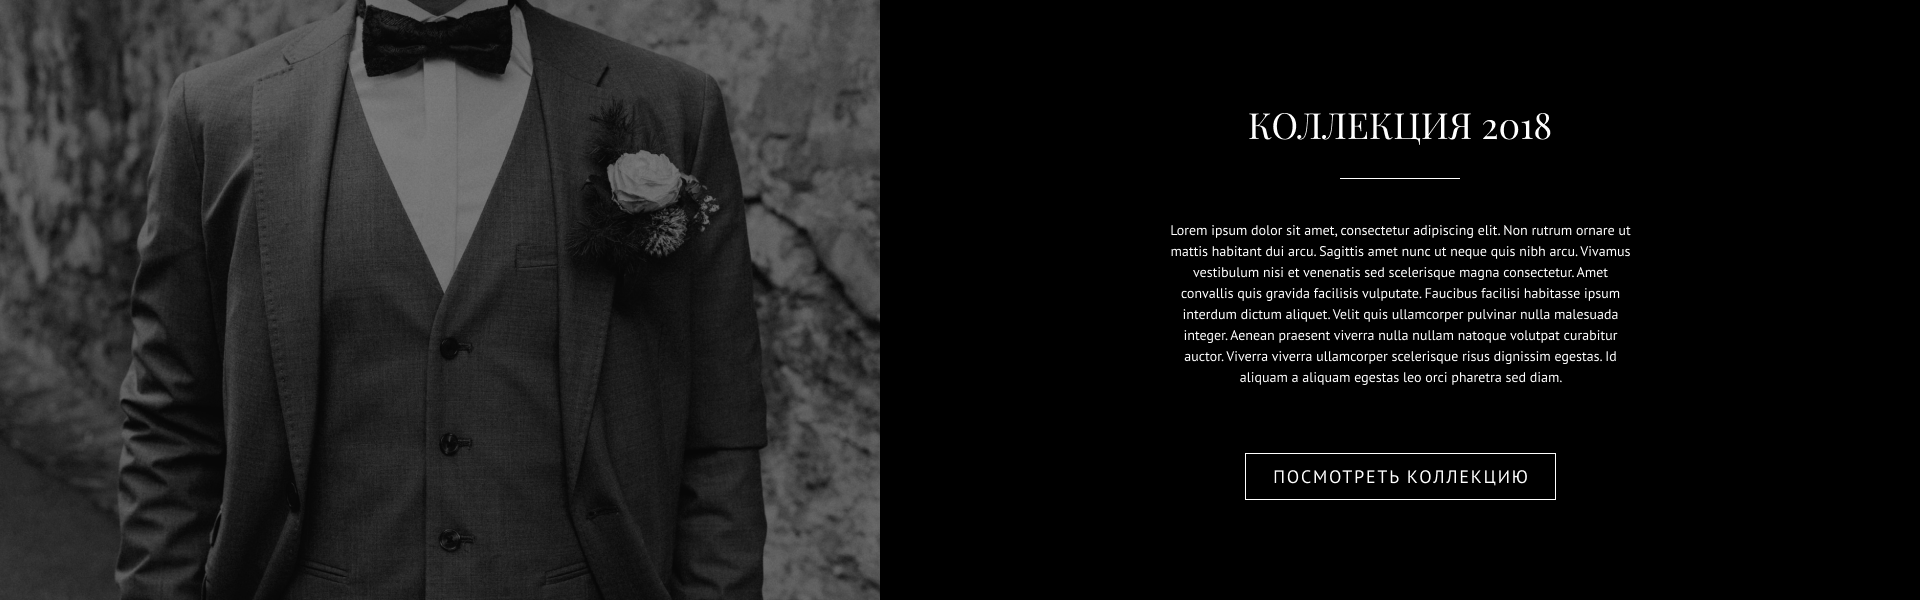 КОЛЛЕКЦИЯ 2018
Lorem ipsum dolor sit amet, consectetur adipiscing elit. Non rutrum ornare ut
mattis habitant dui arcu. Sagittis amet nunc ut neque quis nibh arcu. Vivamus
vestibulum nisi et venenatis sed scelerisque magna consectetur. Amet
convallis quis gravida facilisis vulputate. Faucibus facilisi habitasse ipsum
interdum dictum aliquet. Velit quis ullamcorper pulvinar nulla malesuada
integer. Aenean praesent viverra nulla nullam natoque volutpat curabitur
auctor. Viverra viverra ullamcorper scelerisque risus dignissim egestas. Id
aliquam a aliquam egestas leo orci pharetra sed diam.
ПОСМОТРЕТЬ КОЛЛЕКЦИЮ